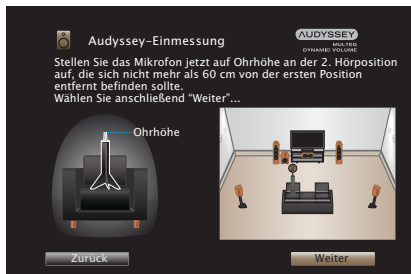 Audyssey-Einmessung
AUDYSSEY
MULTEQ
DYNAMIC VOLUME
Stellen Sie das Mikrofon jetzt auf Ohrhöhe an der 2. Hörposition
auf, die sich nicht mehr als 60 cm von der ersten Position
entfernt befinden sollte.
Wählen Sie anschließend “Weiter”...
Ohrhöhe
Zurück
Weiter